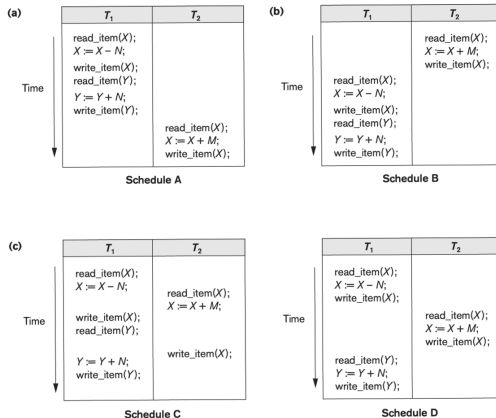 (a)
T₁ T₂
read_item(X);
X := X − N;
write_item(X);
read_item(Y);
Time
Y := Y + N;
write_item(Y);
read_item(X);
X := X + M;
write_item(X);
Schedule A
(b)
T₁ T₂
read_item(X);
X := X + M;
write_item(X);
Time
read_item(X);
X := X − N;
write_item(X);
read_item(Y);
Y := Y + N;
write_item(Y);
Schedule B
(c)
T₁ T₂
read_item(X);
X := X − N;
read_item(X);
X := X + M;
Time
write_item(X);
read_item(Y);
write_item(X);
Y := Y + N;
write_item(Y);
Schedule C
T₁ T₂
read_item(X);
X := X − N;
write_item(X);
Time
read_item(X);
X := X + M;
write_item(X);
read_item(Y);
Y := Y + N;
write_item(Y);
Schedule D